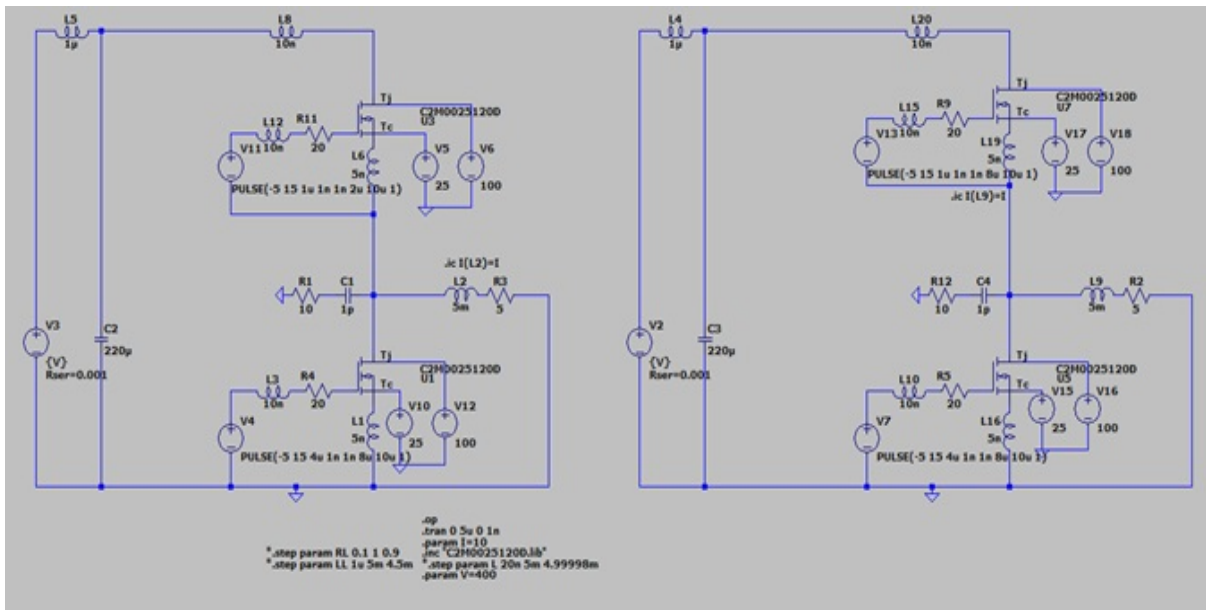 L5
1μ
L8
10n
Tj
C2M0025120D
U3
Tc
L12
10n
R11
20
V11
L6
5n
V5
25
V6
100
PULSE(-5 15 1u 1n 1n 2u 10u 1)
.ic I(L2)=I
R1
10
C1
1p
L2
5m
R3
5
V3
{V}
Rser=0.001
C2
220μ
Tj
C2M0025120D
U1
Tc
L3
10n
R4
20
V4
L1
5n
V10
25
V12
100
PULSE(-5 15 4u 1n 1n 8u 10u 1)
L4
1μ
L20
10n
Tj
C2M0025120D
U7
Tc
L15
10n
R9
20
V13
L19
5n
V17
25
V18
100
PULSE(-5 15 1u 1n 1n 8u 10u 1)
.ic I(L9)=I
R12
10
C4
1p
L9
5m
R2
5
V2
{V}
Rser=0.001
C3
220μ
Tj
C2M0025120D
U5
Tc
L10
10n
R5
20
V7
L16
5n
V15
25
V16
100
PULSE(-5 15 4u 1n 1n 8u 10u 1)
.op
.tran 0 5u 0 1n
.param I=10
*.step param RL 0.1 1 0.9
.inc "C2M0025120D.lib"
*.step param LL 1u 5m 4.5m
*.step param L 20n 5m 4.99998m
.param V=400